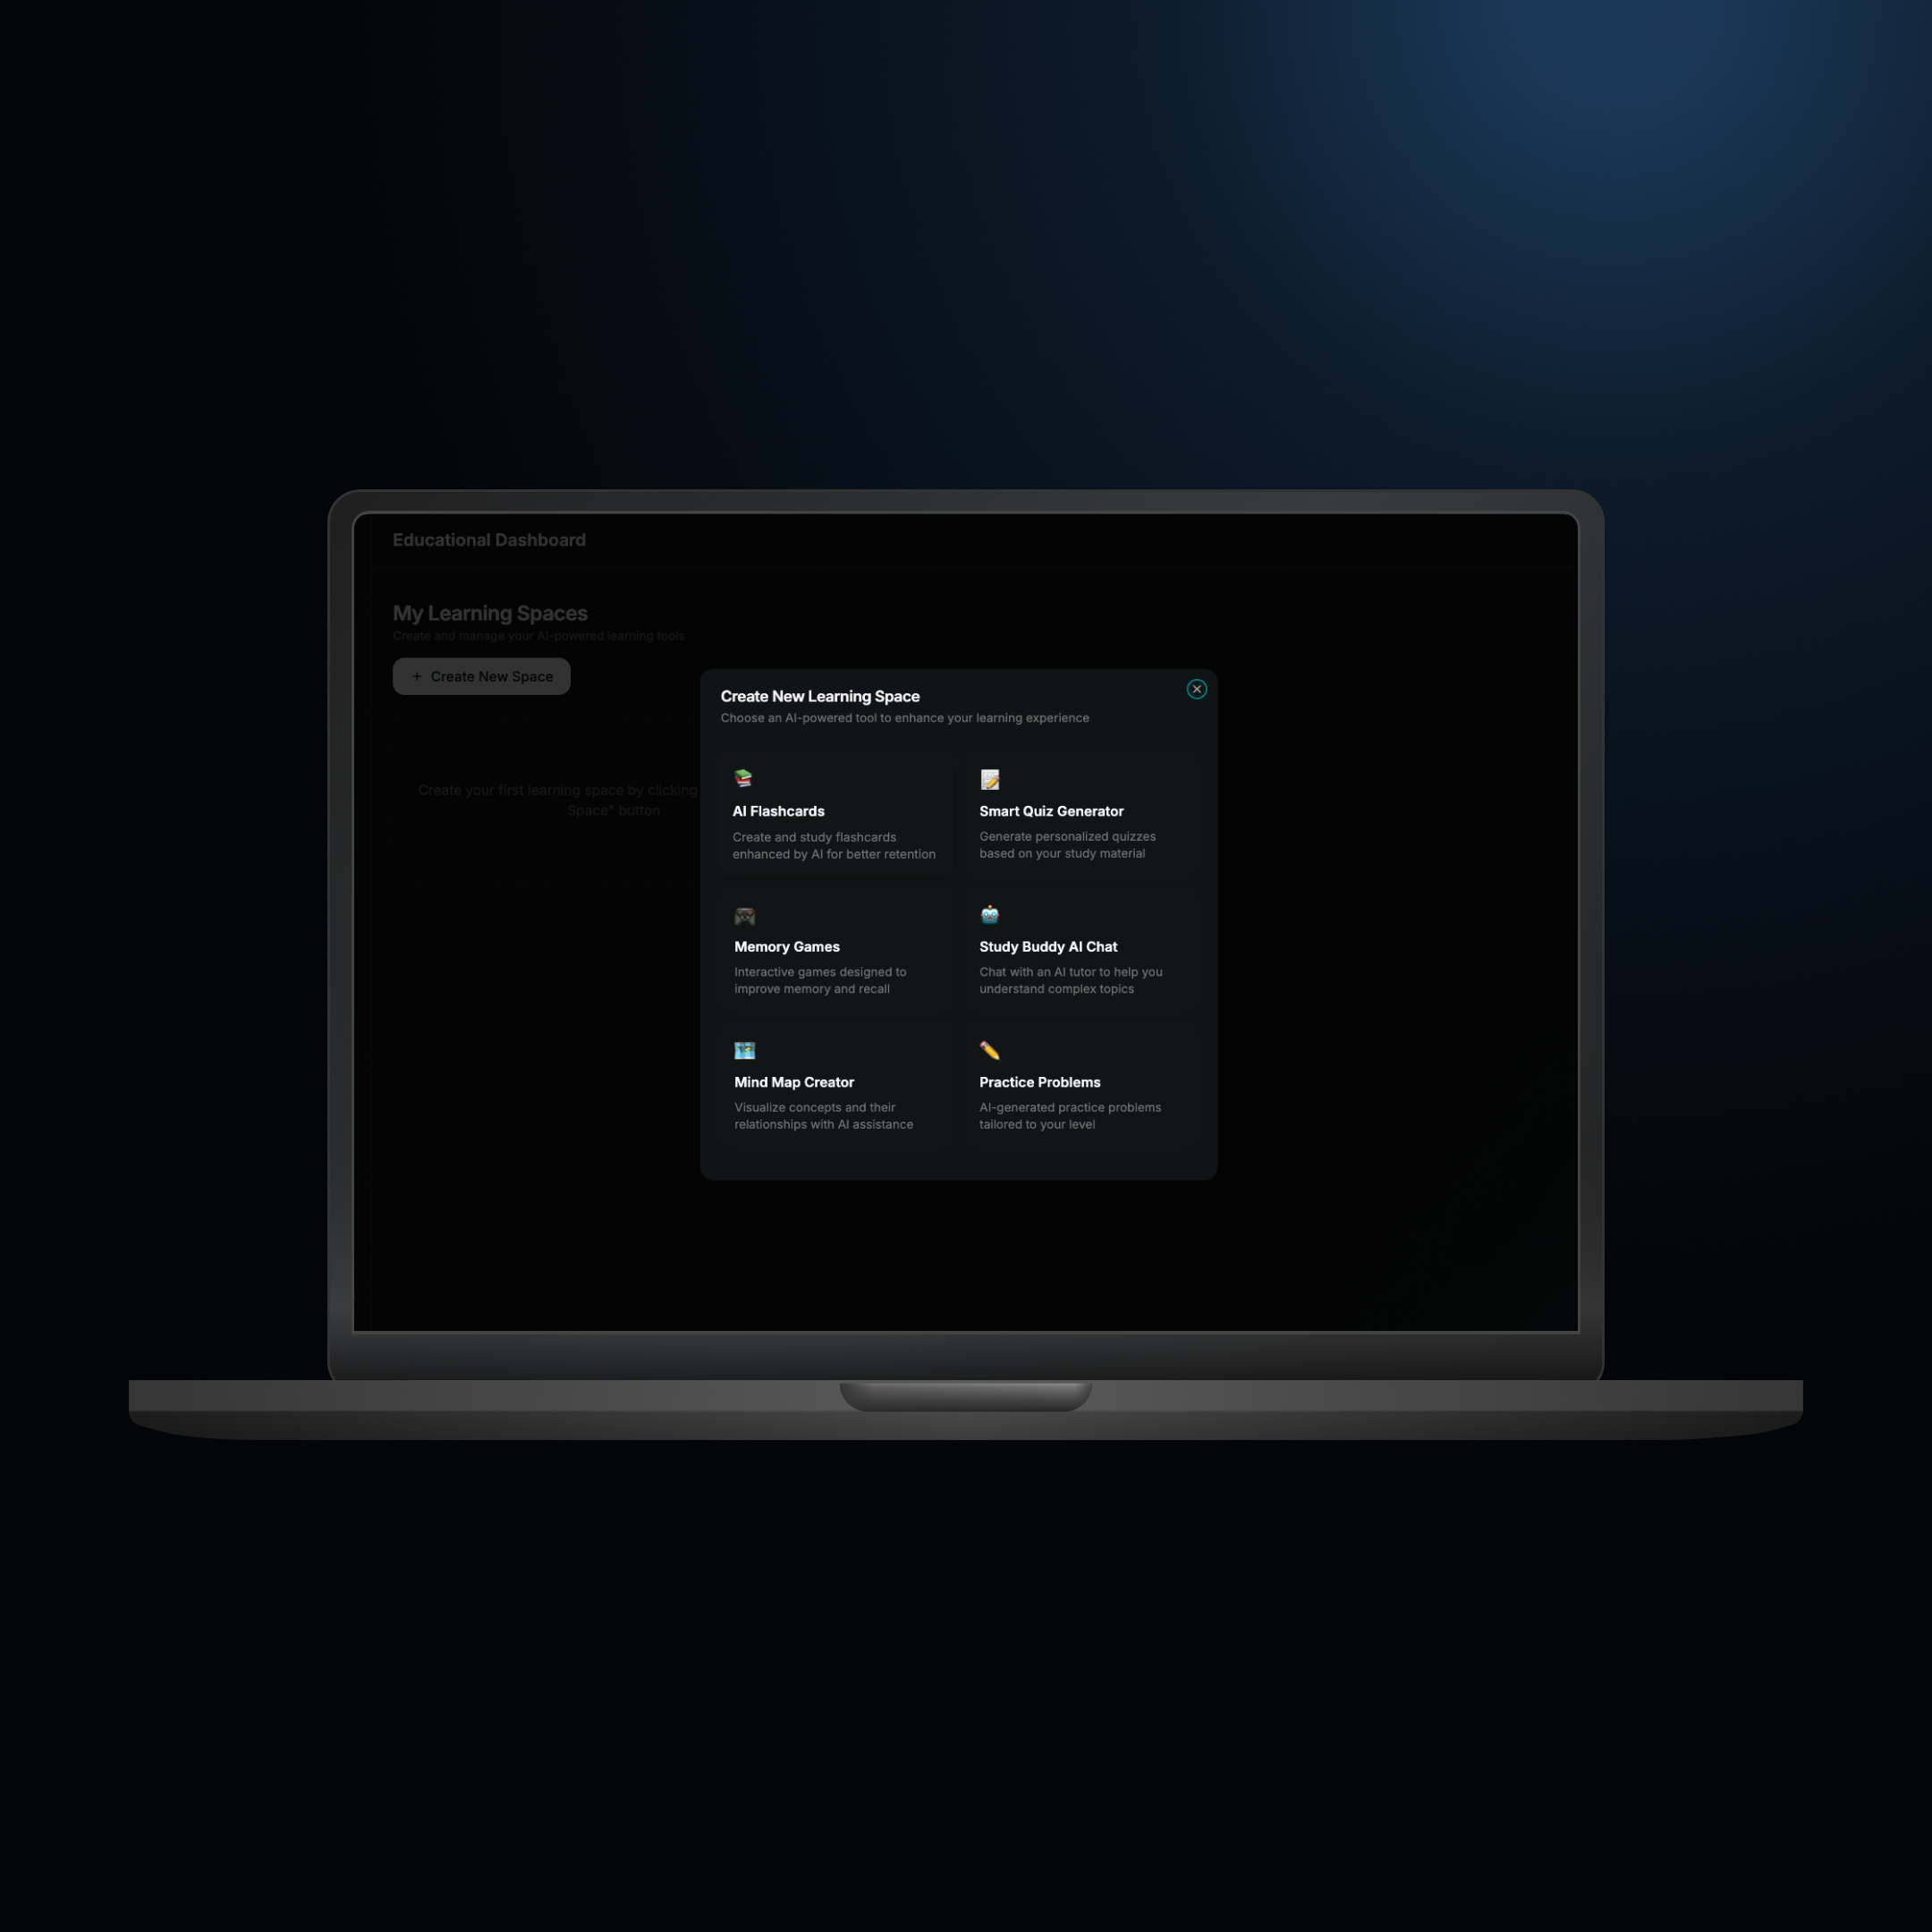 Educational Dashboard
My Learning Spaces
Create and manage your AI-powered learning tools
+ Create New Space
Create your first learning space by clicking
Space" button
Create New Learning Space
Choose an AI-powered tool to enhance your learning experience
AI Flashcards
Create and study flashcards
enhanced by AI for better retention
Smart Quiz Generator
Generate personalized quizzes
based on your study material
Memory Games
Interactive games designed to
improve memory and recall
Study Buddy AI Chat
Chat with an AI tutor to help you
understand complex topics
Mind Map Creator
Visualize concepts and their
relationships with AI assistance
Practice Problems
AI-generated practice problems
tailored to your level